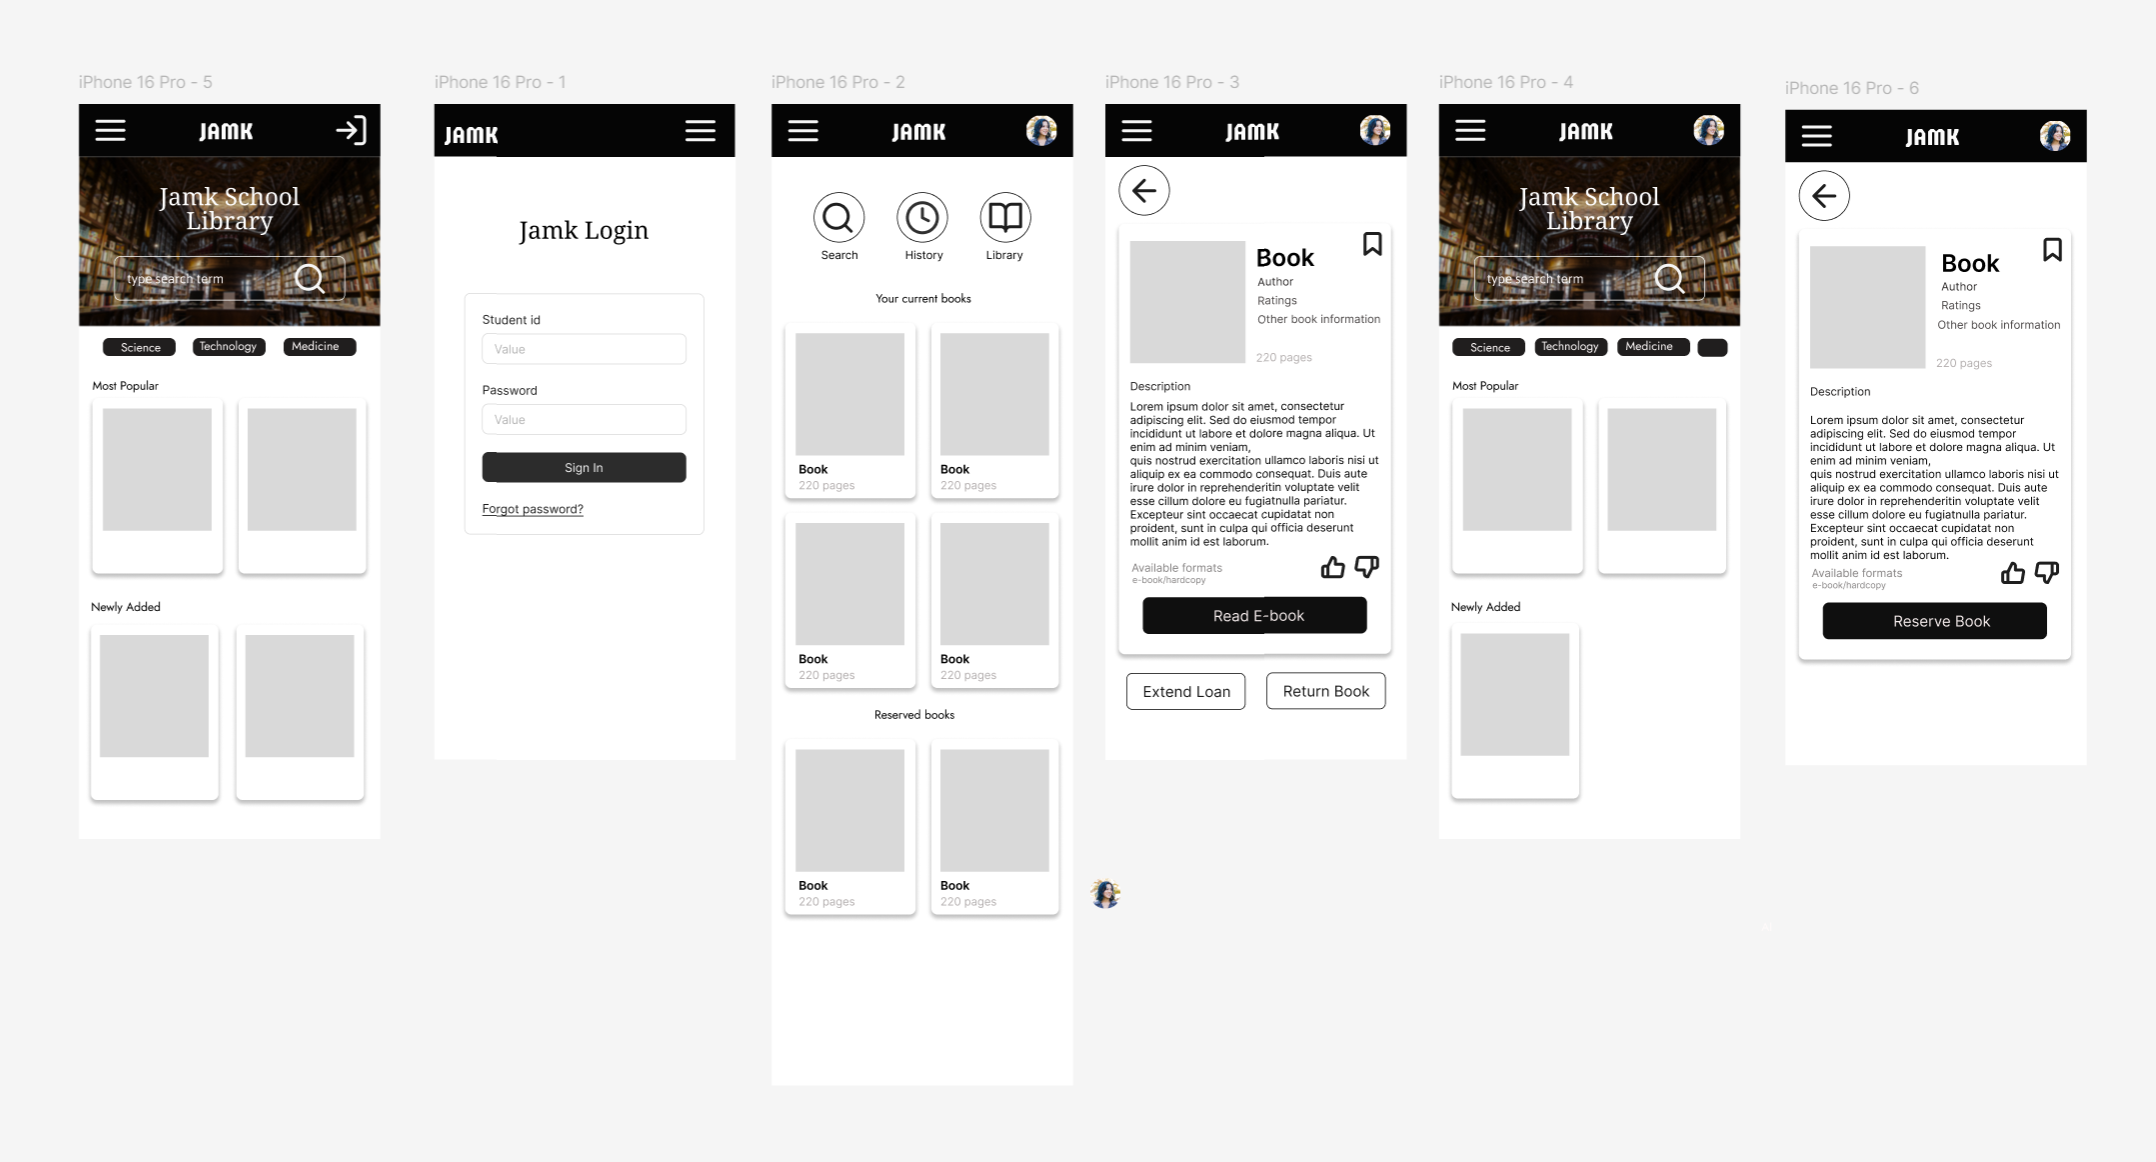 iPhone 16 Pro - 5
JAMK
Jamk School
Library
type search term
Science
Technology
Medicine
Most Popular
Newly Added
iPhone 16 Pro - 1
JAMK
Jamk Login
Student id
Value
Password
Value
Sign In
Forgot password?
iPhone 16 Pro - 2
JAMK
Search
History
Library
Your current books
Book
220 pages
Book
220 pages
Book
220 pages
Book
220 pages
Reserved books
Book
220 pages
Book
220 pages
iPhone 16 Pro - 3
JAMK
Book
Author
Ratings
Other book information
220 pages
Description
Lorem ipsum dolor sit amet, consectetur
adipiscing elit. Sed do eiusmod tempor
incididunt ut labore et dolore magna aliqua. Ut
enim ad minim veniam,
quis nostrud exercitation ullamco laboris nisi ut
aliquip ex ea commodo consequat. Duis aute
irure dolor in reprehenderitin voluptate velit
esse cillum dolore eu fugiatnulla pariatur.
Excepteur sint occaecat cupidatat non
proident, sunt in culpa qui officia deserunt
mollit anim id est laborum.
Available formats
e-book/hardcopy
Read E-book
Extend Loan
Return Book
iPhone 16 Pro - 4
JAMK
Jamk School
Library
type search term
Science
Technology
Medicine
Most Popular
Newly Added
iPhone 16 Pro - 6
JAMK
Book
Author
Ratings
Other book information
220 pages
Description
Lorem ipsum dolor sit amet, consectetur
adipiscing elit. Sed do eiusmod tempor
incididunt ut labore et dolore magna aliqua. Ut
enim ad minim veniam,
quis nostrud exercitation ullamco laboris nisi ut
aliquip ex ea commodo consequat. Duis aute
irure dolor in reprehenderitin voluptate velit
esse cillum dolore eu fugiatnulla pariatur.
Excepteur sint occaecat cupidatat non
proident, sunt in culpa qui officia deserunt
mollit anim id est laborum.
Available formats
e-book/hardcopy
Reserve Book